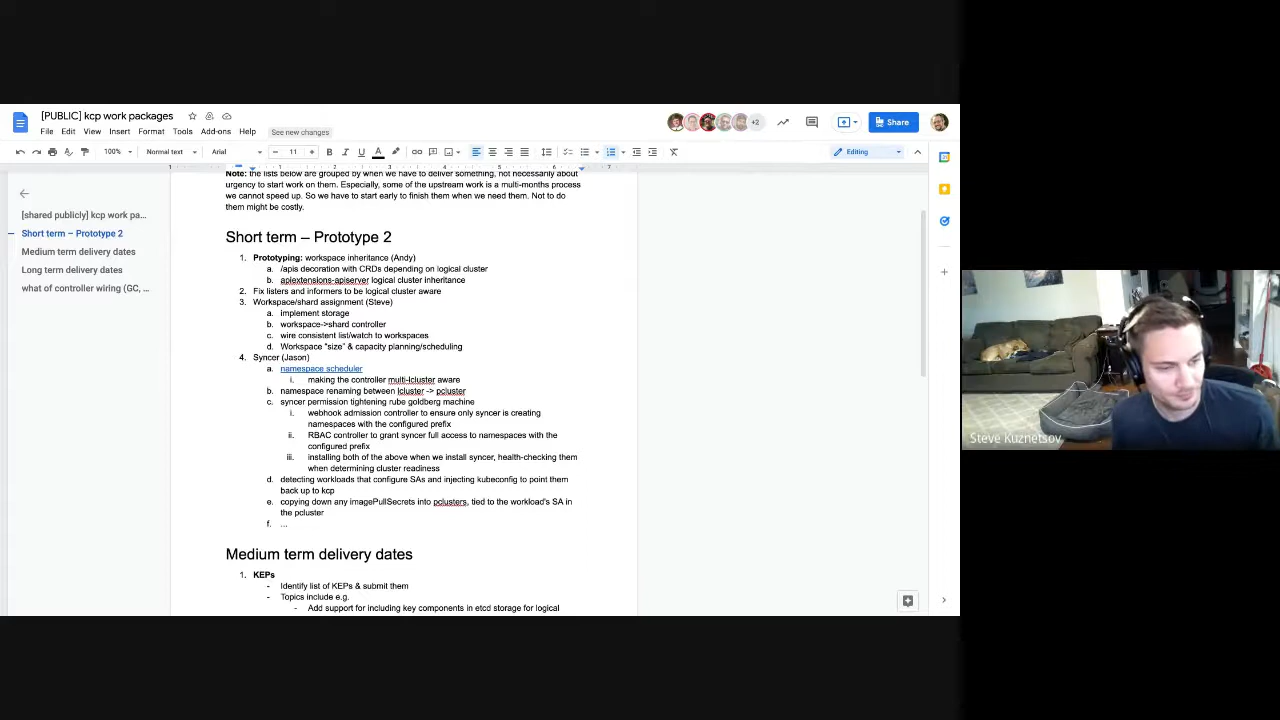 [PUBLIC] kcp work packages
File Edit View Insert Format Tools Add-ons Help See new changes
+2
Share
100% Normal text Arial 11 Editing
1 1 2 3 4 5 6 7
[shared publicly] kcp work pa...
Short term – Prototype 2
Medium term delivery dates
Long term delivery dates
what of controller wiring (GC, ...
Note: the lists below are grouped by when we have to deliver something, not necessarily about
urgency to start work on them. Especially, some of the upstream work is a multi-months process
we cannot speed up. So we have to start early to finish them when we need them. Not to do
them might be costly.
Short term – Prototype 2
1. Prototyping: workspace inheritance (Andy)
a. /apis decoration with CRDs depending on logical cluster
b. apiextensions-apiserver logical cluster inheritance
2. Fix listers and informers to be logical cluster aware
3. Workspace/shard assignment (Steve)
a. implement storage
b. workspace->shard controller
c. wire consistent list/watch to workspaces
d. Workspace “size” & capacity planning/scheduling
4. Syncer (Jason)
a. namespace scheduler
i. making the controller multi-lcluster aware
b. namespace renaming between lcluster -> pcluster
c. syncer permission tightening rube goldberg machine
i. webhook admission controller to ensure only syncer is creating
namespaces with the configured prefix
ii. RBAC controller to grant syncer full access to namespaces with the
configured prefix
iii. installing both of the above when we install syncer, health-checking them
when determining cluster readiness
d. detecting workloads that configure SAs and injecting kubeconfig to point them
back up to kcp
e. copying down any imagePullSecrets into pclusters, tied to the workload's SA in
the pcluster
f. ...
Medium term delivery dates
1. KEPs
- Identify list of KEPs & submit them
- Topics include e.g.
- Add support for including key components in etcd storage for logical
Steve Kuznetsov